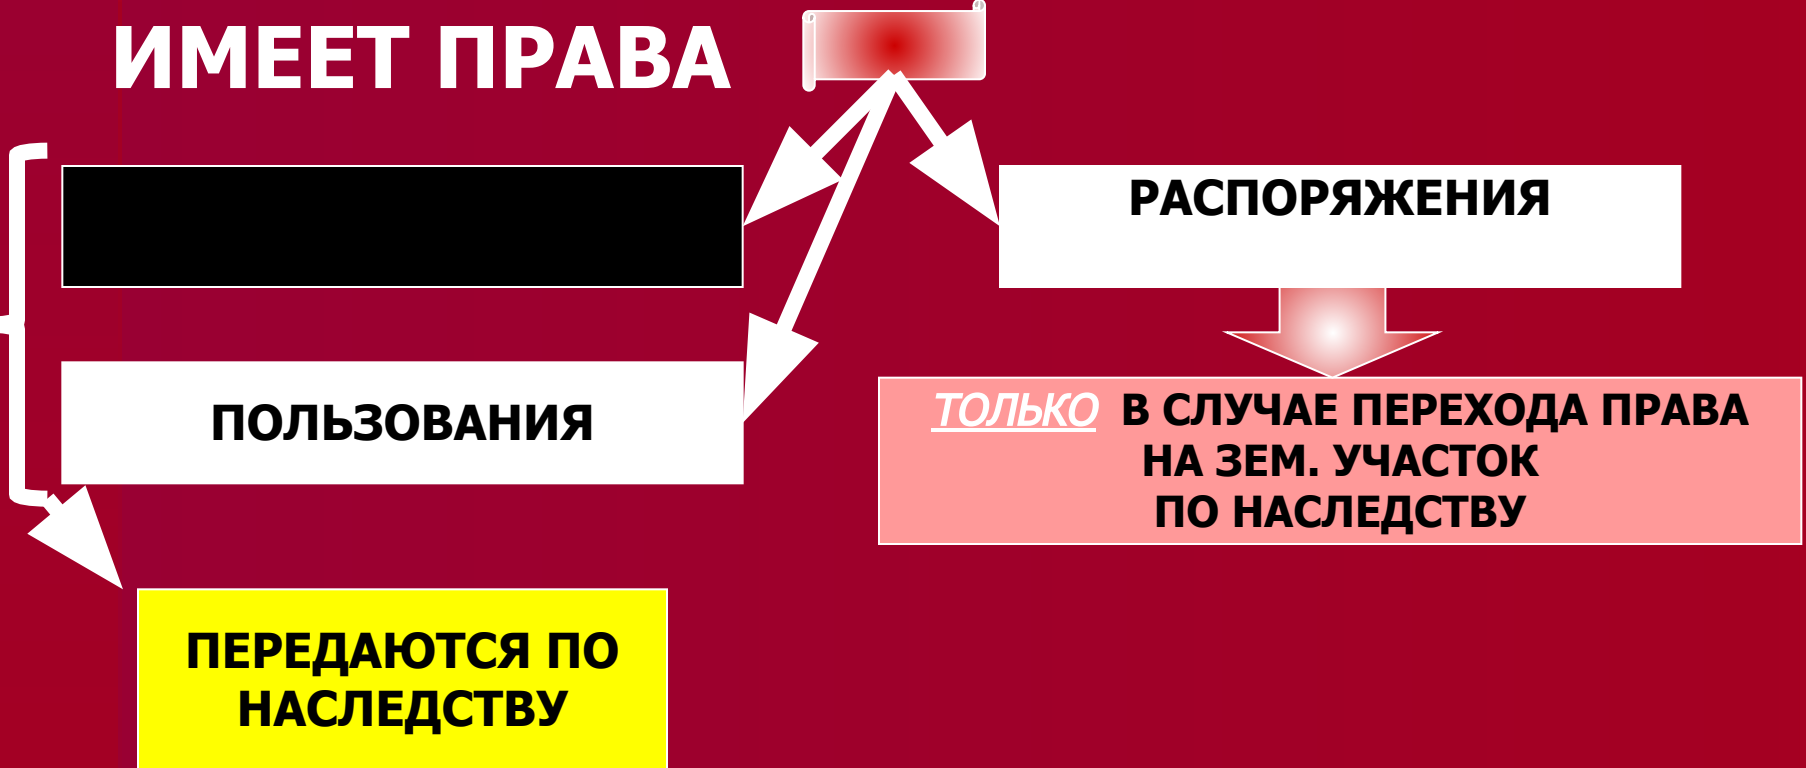 ИМЕЕТ ПРАВА
РАСПОРЯЖЕНИЯ
ПОЛЬЗОВАНИЯ
ТОЛЬКО В СЛУЧАЕ ПЕРЕХОДА ПРАВА
НА ЗЕМ. УЧАСТОК
ПО НАСЛЕДСТВУ
ПЕРЕДАЮТСЯ ПО
НАСЛЕДСТВУ